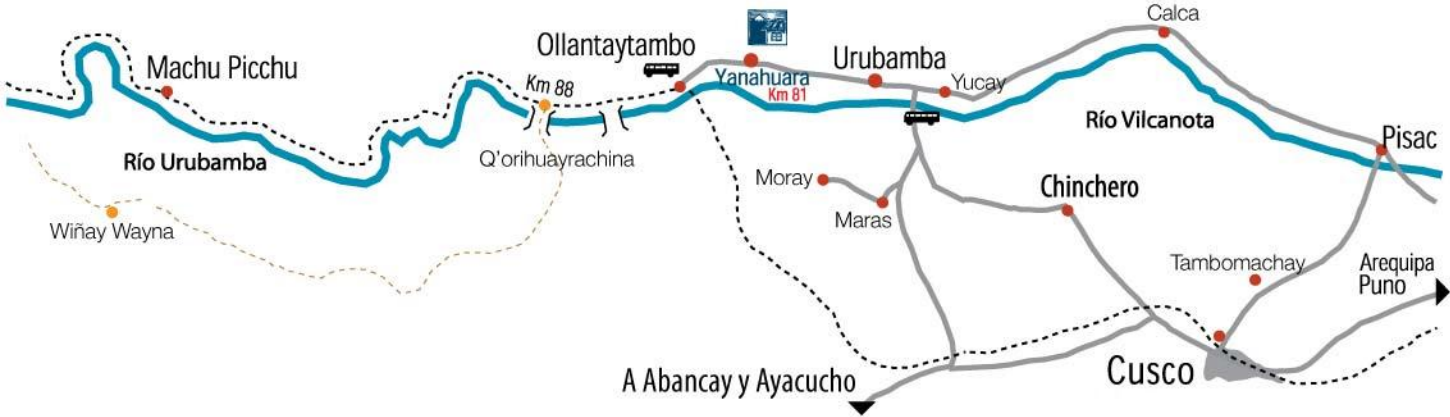 Calca
Ollantaytambo
Urubamba
Machu Picchu
Km 88
Yanahuara
Km 81
Yucay
Río Vilcanota
Pisac
Río Urubamba
Q'orihuayrachina
Moray
Chinchero
Maras
Wiñay Wayna
Tambomachay
Arequipa
Puno
Cusco
A Abancay y Ayacucho